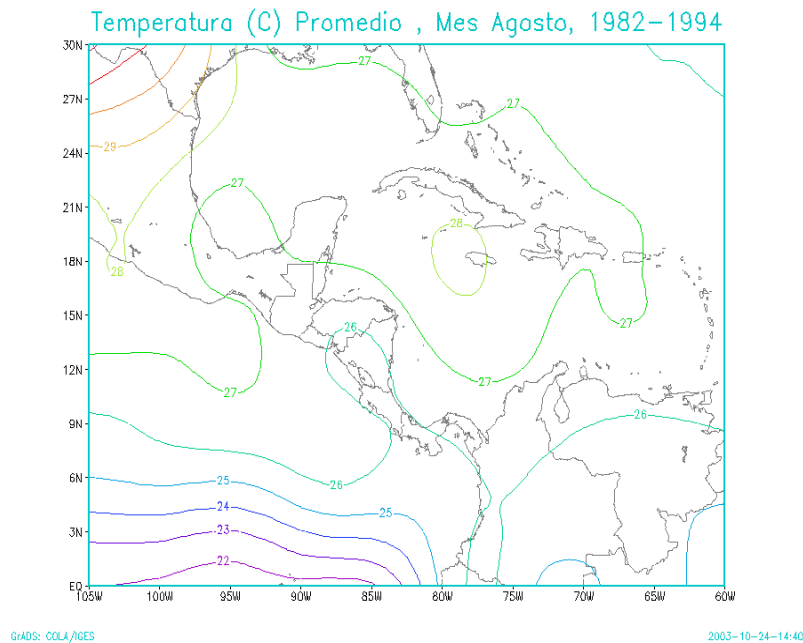 Temperatura (C) Promedio , Mes Agosto, 1982–1994
30N
27N
24N
21N
18N
15N
12N
9N
6N
3N
EQ
27
27
29
27
28
28
27
26
27
27
26
26
25
25
24
23
22
105W 100W 95W 90W 85W 80W 75W 70W 65W 60W
GrADS: COLA/IGES
2003–10–24–14:40